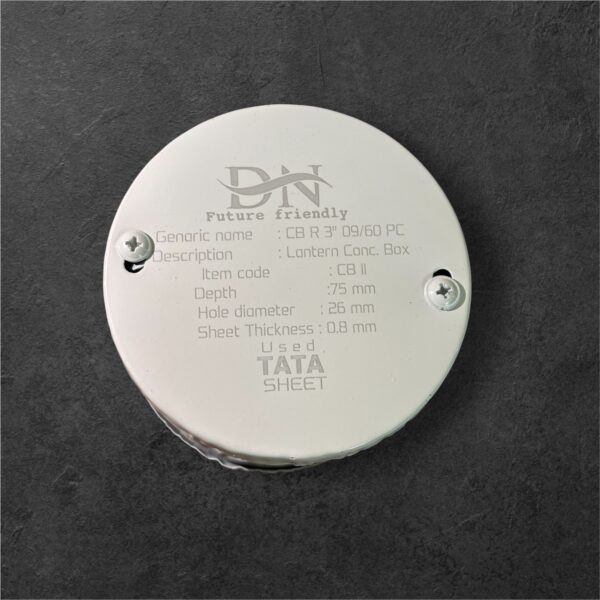 DN
Future friendly
Genaric name : CB R 3" 09/60 PC
Description : Lantern Conc. Box
Item code : CB II
Depth :75 mm
Hole diameter : 26 mm
Sheet Thickness : 0.8 mm
Used
TATA
SHEET